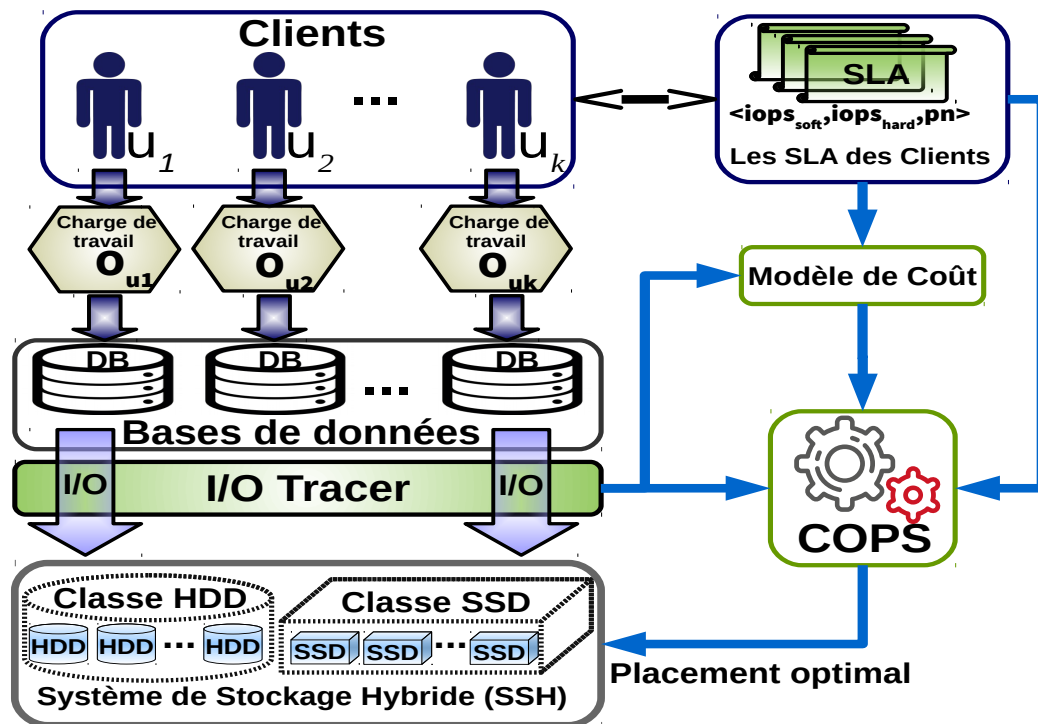 Clients
u1
u2
...
uk
SLA
<iopssoft,iopshard,pn>
Les SLA des Clients
Charge de
travail
Ou1
Charge de
travail
Ou2
Charge de
travail
Ouk
Modèle de Coût
DB
DB
...
DB
Bases de données
I/O
I/O Tracer
I/O
COPS
Classe HDD
HDD
HDD
...
HDD
Classe SSD
SSD
SSD
...
SSD
Système de Stockage Hybride (SSH)
Placement optimal